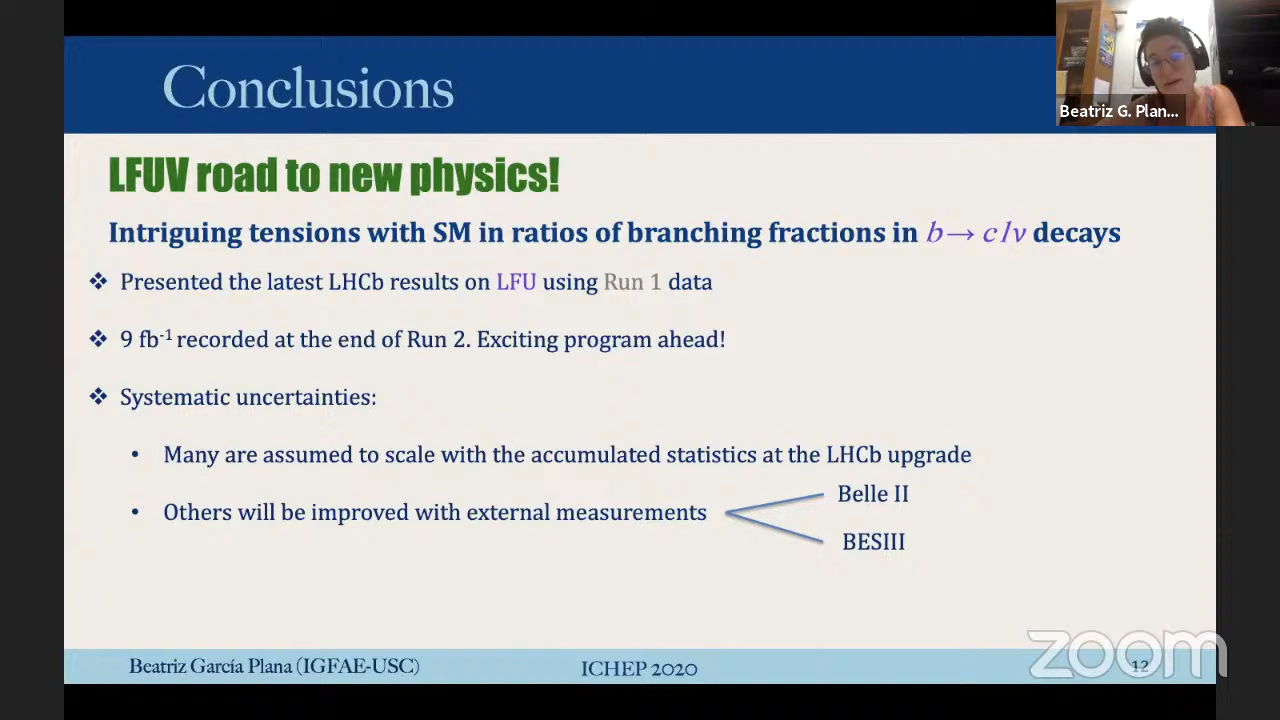 Conclusions
Beatriz G. Plan...
LFUV road to new physics!
Intriguing tensions with SM in ratios of branching fractions in b → c l ν decays
❖ Presented the latest LHCb results on LFU using Run 1 data
❖ 9 fb⁻¹ recorded at the end of Run 2. Exciting program ahead!
❖ Systematic uncertainties:
• Many are assumed to scale with the accumulated statistics at the LHCb upgrade
Belle II
• Others will be improved with external measurements
BESIII
Beatriz García Plana (IGFAE-USC)
ICHEP 2020
12
zoom